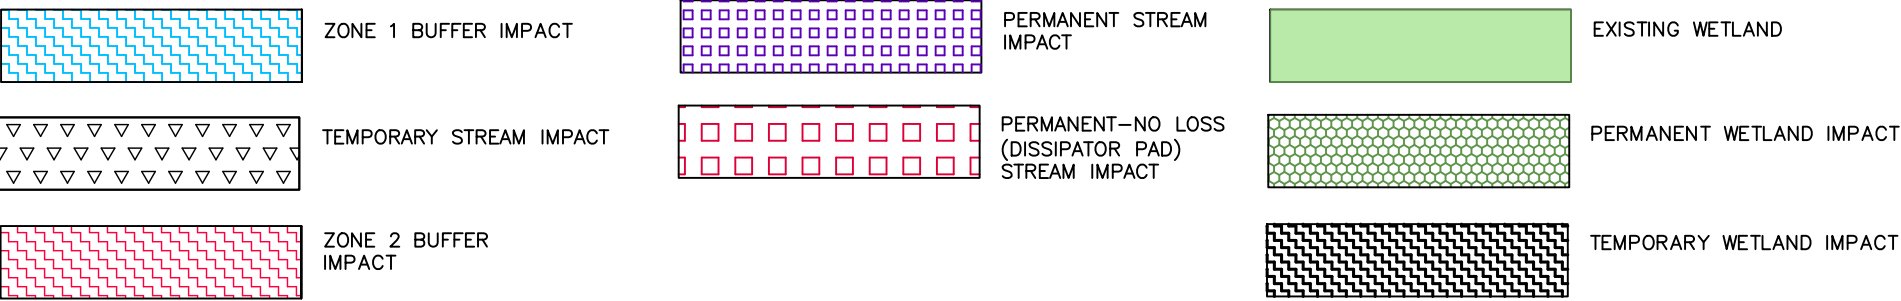 ZONE 1 BUFFER IMPACT
TEMPORARY STREAM IMPACT
ZONE 2 BUFFER
IMPACT
PERMANENT STREAM
IMPACT
PERMANENT-NO LOSS
(DISSIPATOR PAD)
STREAM IMPACT
EXISTING WETLAND
PERMANENT WETLAND IMPACT
TEMPORARY WETLAND IMPACT